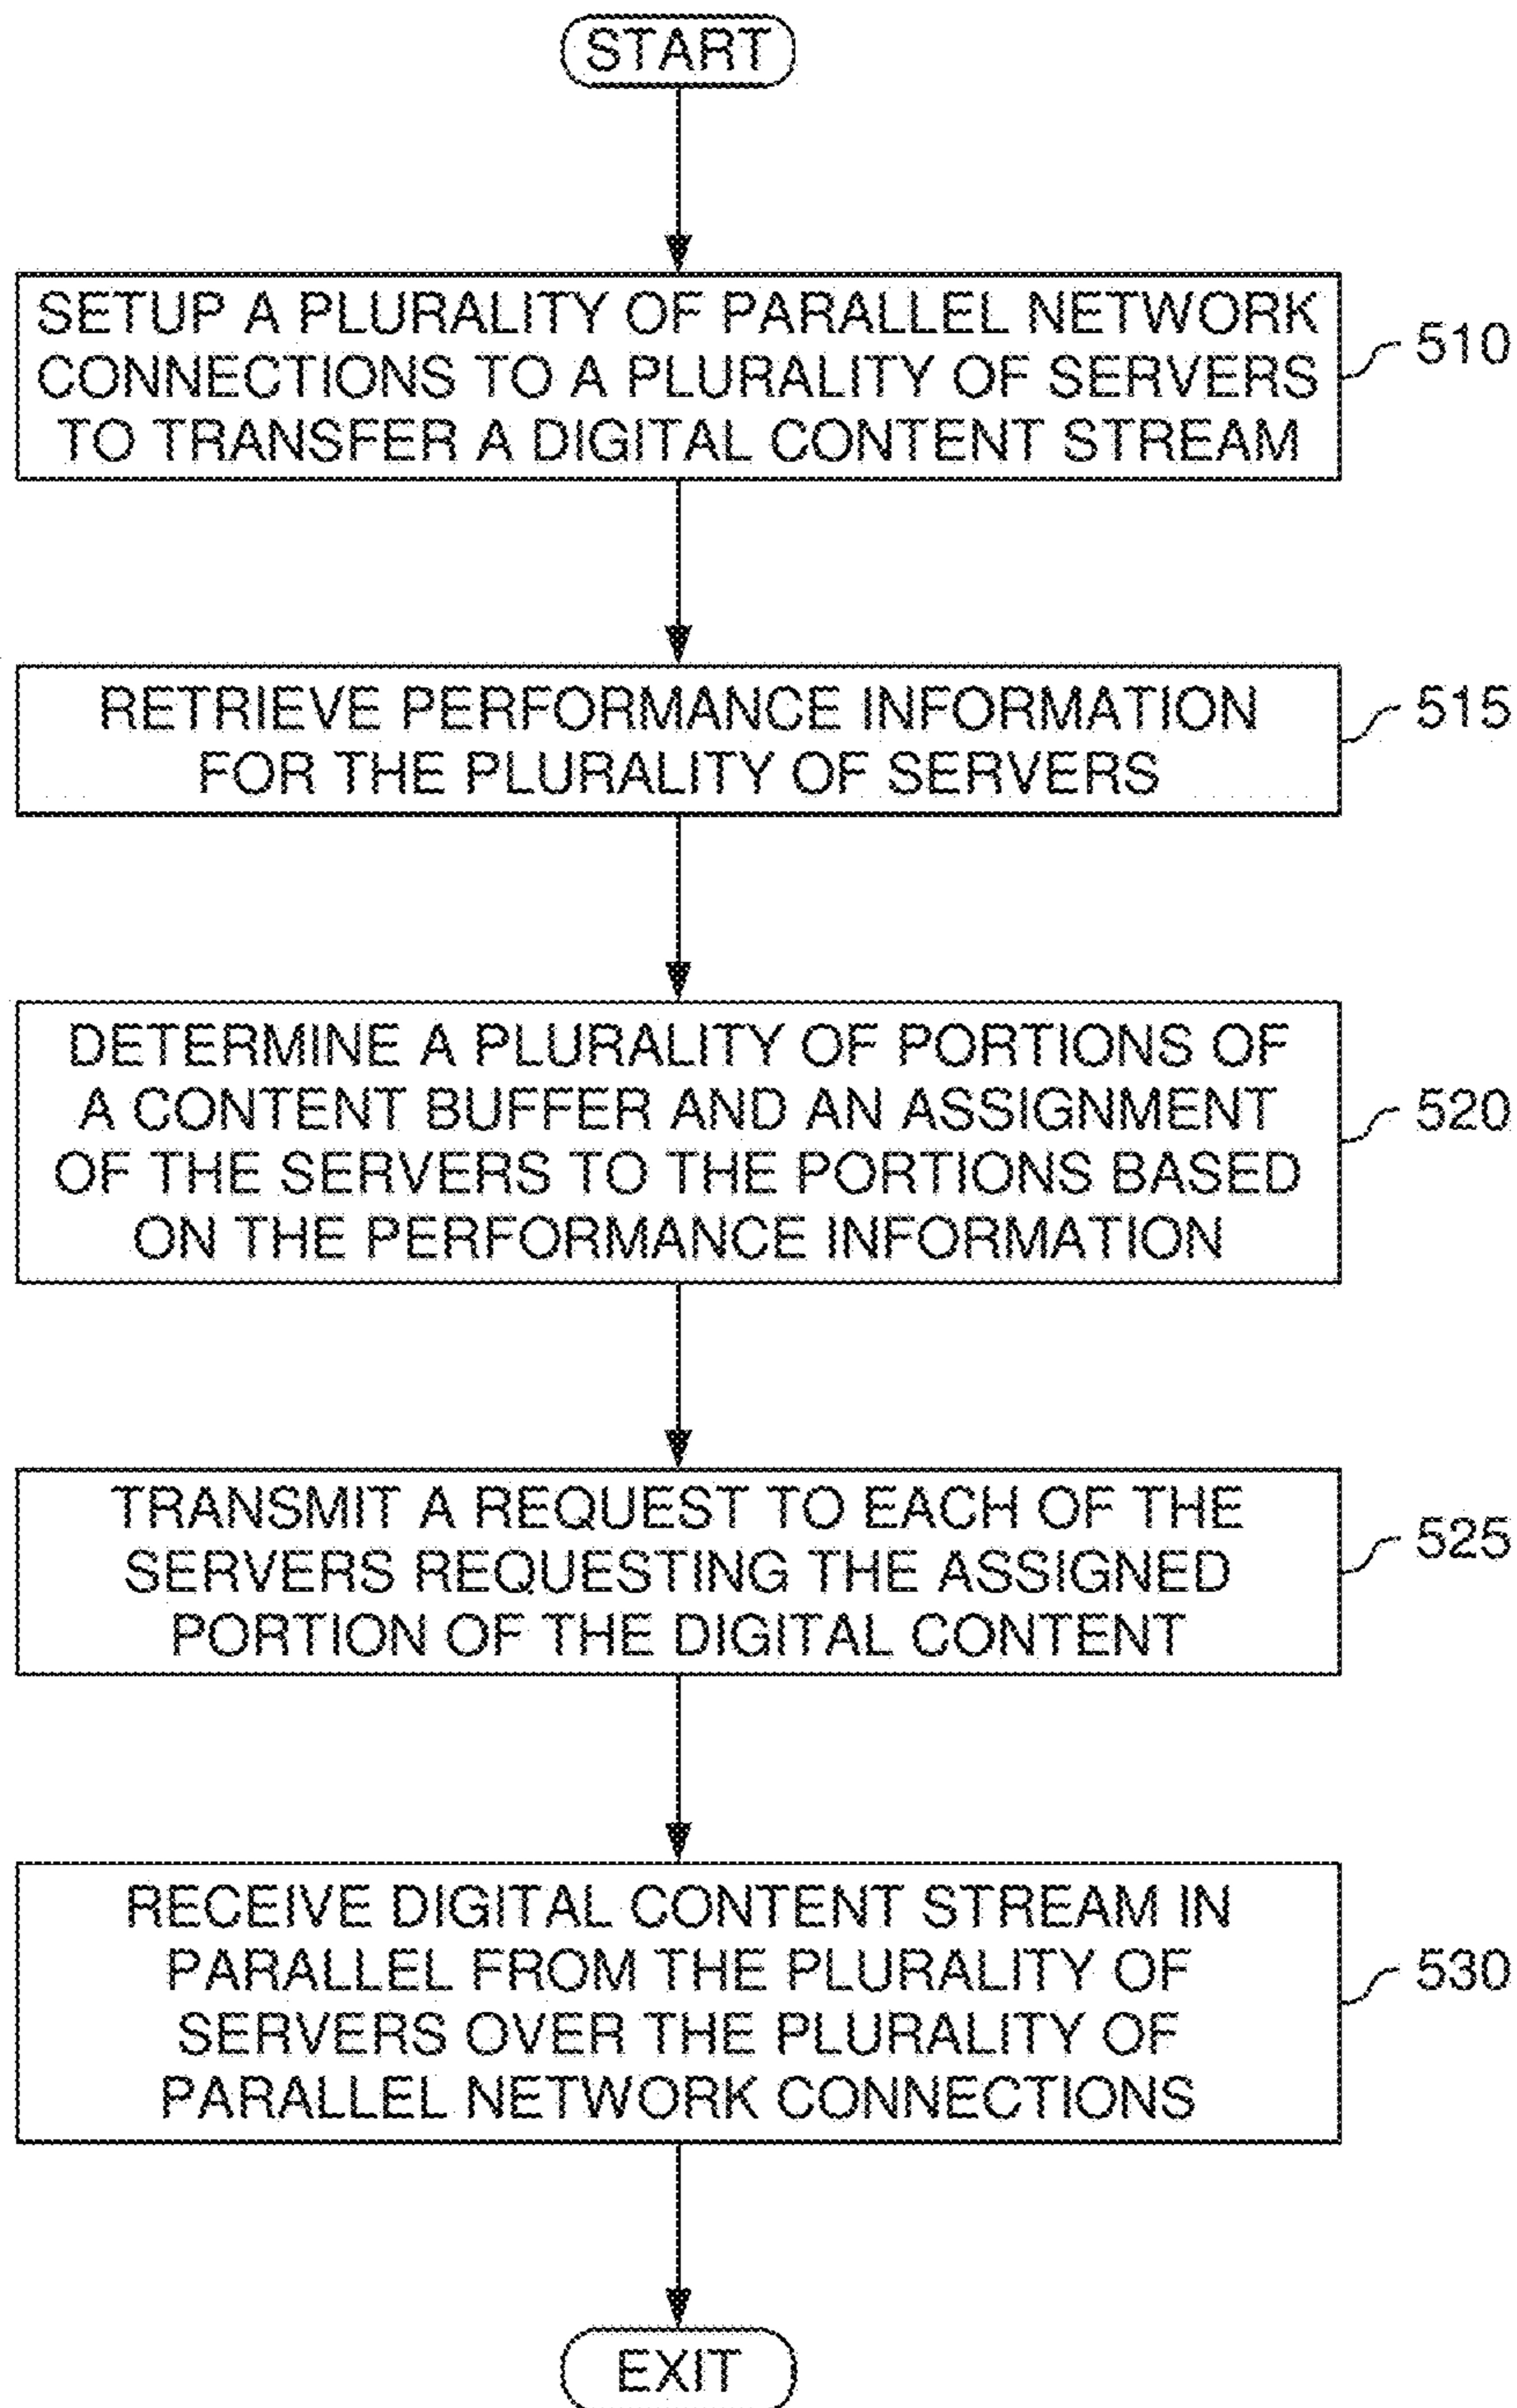 START
SETUP A PLURALITY OF PARALLEL NETWORK
CONNECTIONS TO A PLURALITY OF SERVERS
TO TRANSFER A DIGITAL CONTENT STREAM
510
RETRIEVE PERFORMANCE INFORMATION
FOR THE PLURALITY OF SERVERS
515
DETERMINE A PLURALITY OF PORTIONS OF
A CONTENT BUFFER AND AN ASSIGNMENT
OF THE SERVERS TO THE PORTIONS BASED
ON THE PERFORMANCE INFORMATION
520
TRANSMIT A REQUEST TO EACH OF THE
SERVERS REQUESTING THE ASSIGNED
PORTION OF THE DIGITAL CONTENT
525
RECEIVE DIGITAL CONTENT STREAM IN
PARALLEL FROM THE PLURALITY OF
SERVERS OVER THE PLURALITY OF
PARALLEL NETWORK CONNECTIONS
530
EXIT